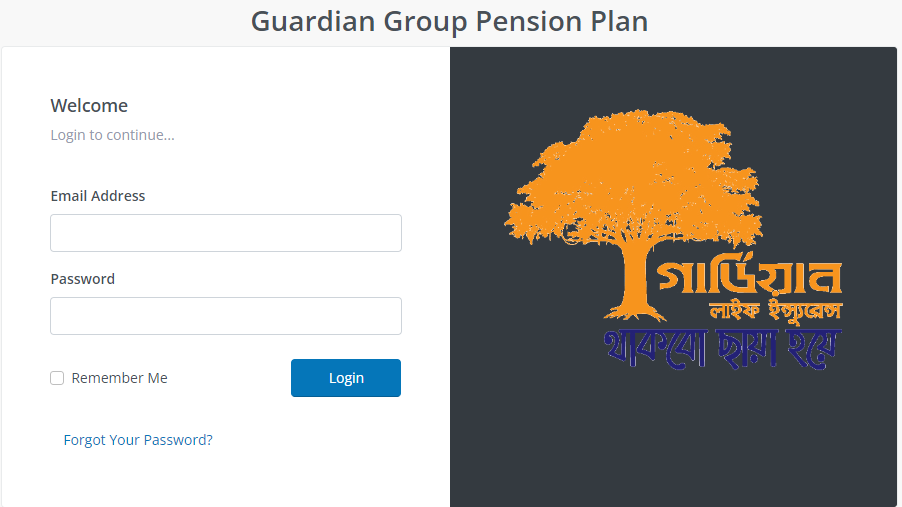 Guardian Group Pension Plan
Welcome
Login to continue...
Email Address
Password
Remember Me
Login
Forgot Your Password?
গার্ডিয়ান
লাইফ ইন্স্যুরেন্স
থাকবো ছায়া হয়ে